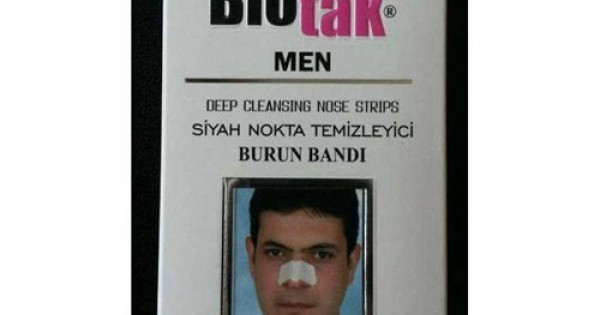 BIOtak®
MEN
DEEP CLEANSING NOSE STRIPS
SİYAH NOKTA TEMİZLEYİCİ
BURUN BANDI